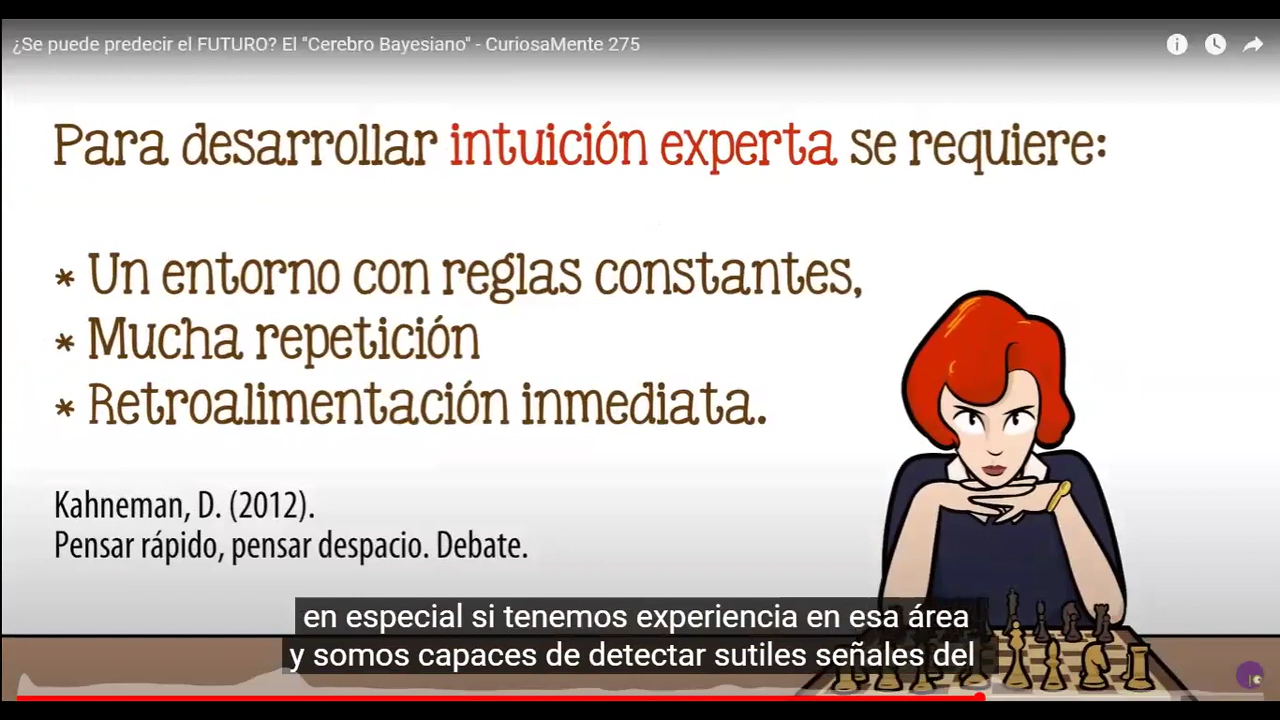 ¿Se puede predecir el FUTURO? El "Cerebro Bayesiano" - CuriosaMente 275
Para desarrollar intuición experta se requiere:
* Un entorno con reglas constantes,
* Mucha repetición
* Retroalimentación inmediata.
Kahneman, D. (2012).
Pensar rápido, pensar despacio. Debate.
en especial si tenemos experiencia en esa área
y somos capaces de detectar sutiles señales del